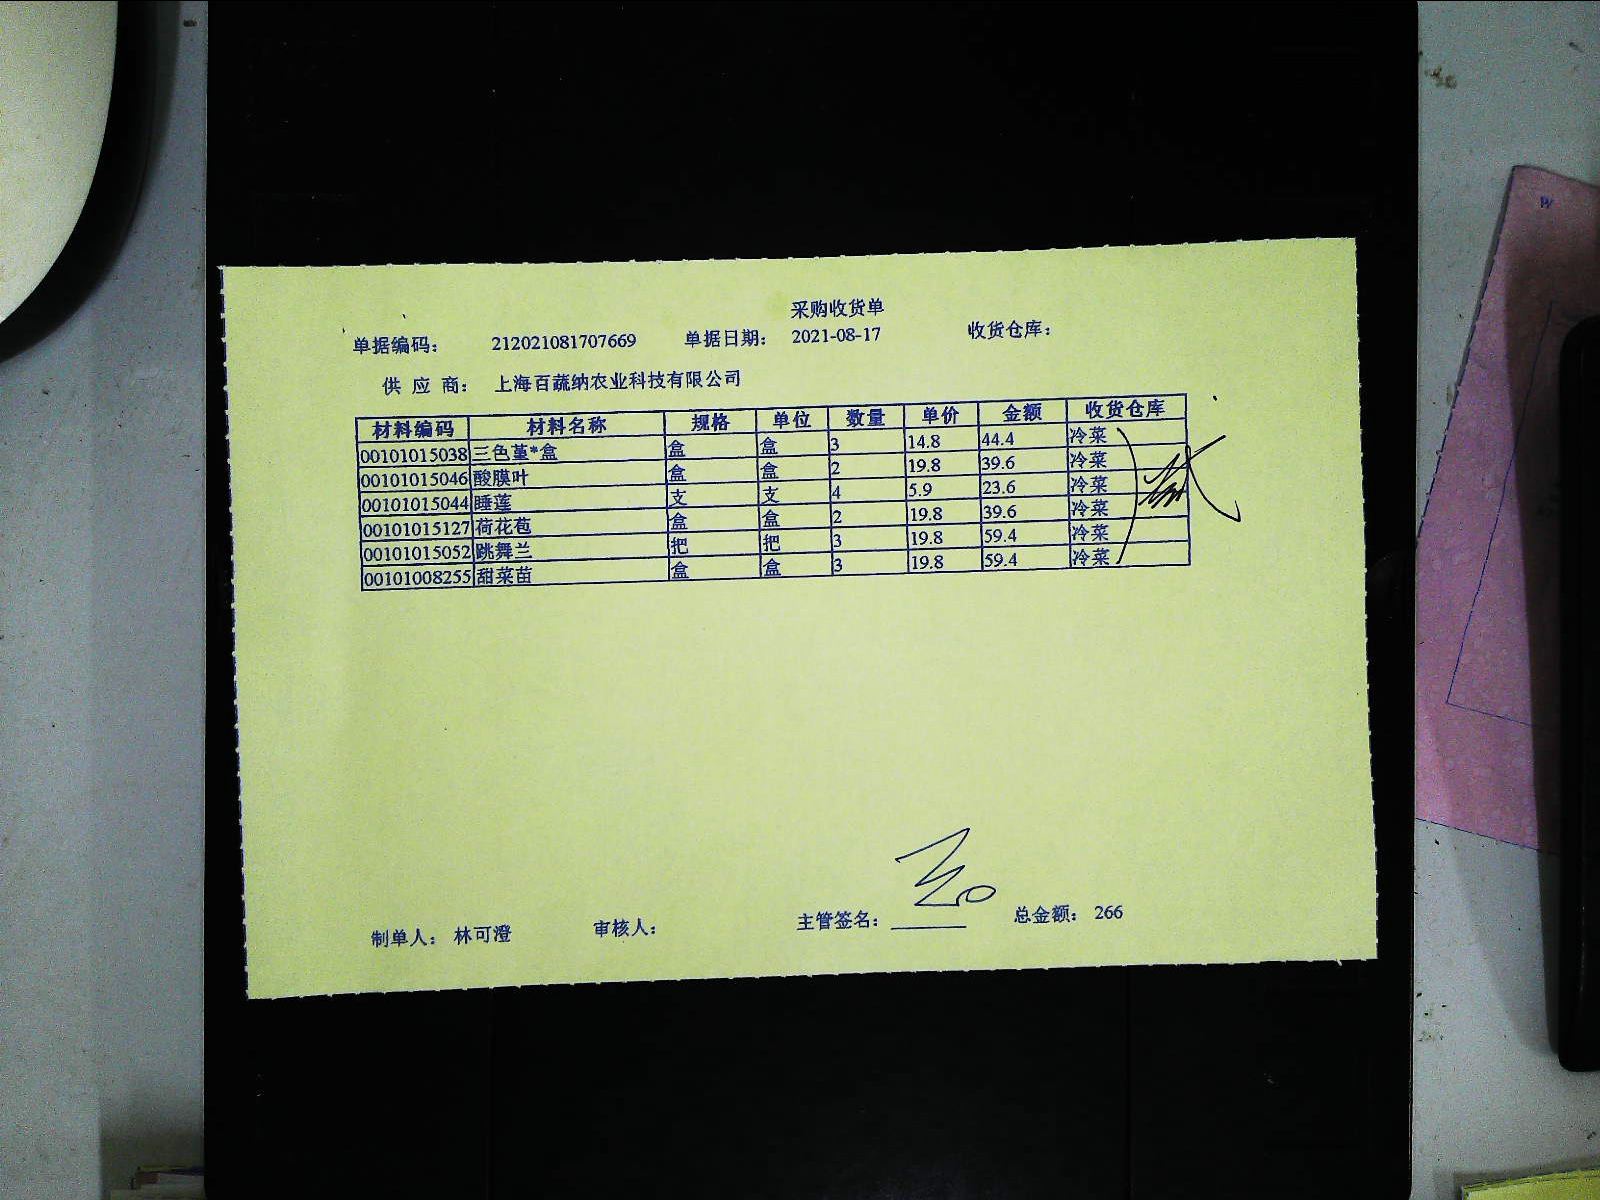 采购收货单
单据编码: 212021081707669 单据日期: 2021-08-17 收货仓库:
供 应 商: 上海百蔬纳农业科技有限公司
材料编码 材料名称 规格 单位 数量 单价 金额 收货仓库
00101015038 三色堇*盒 盒 盒 3 14.8 44.4 冷菜
00101015046 酸膜叶 盒 盒 2 19.8 39.6 冷菜
00101015044 睡莲 支 支 4 5.9 23.6 冷菜
00101015127 荷花苞 盒 盒 2 19.8 39.6 冷菜
00101015052 跳舞兰 把 把 3 19.8 59.4 冷菜
00101008255 甜菜苗 盒 盒 3 19.8 59.4 冷菜
制单人: 林可澄 审核人: 主管签名: 总金额: 266